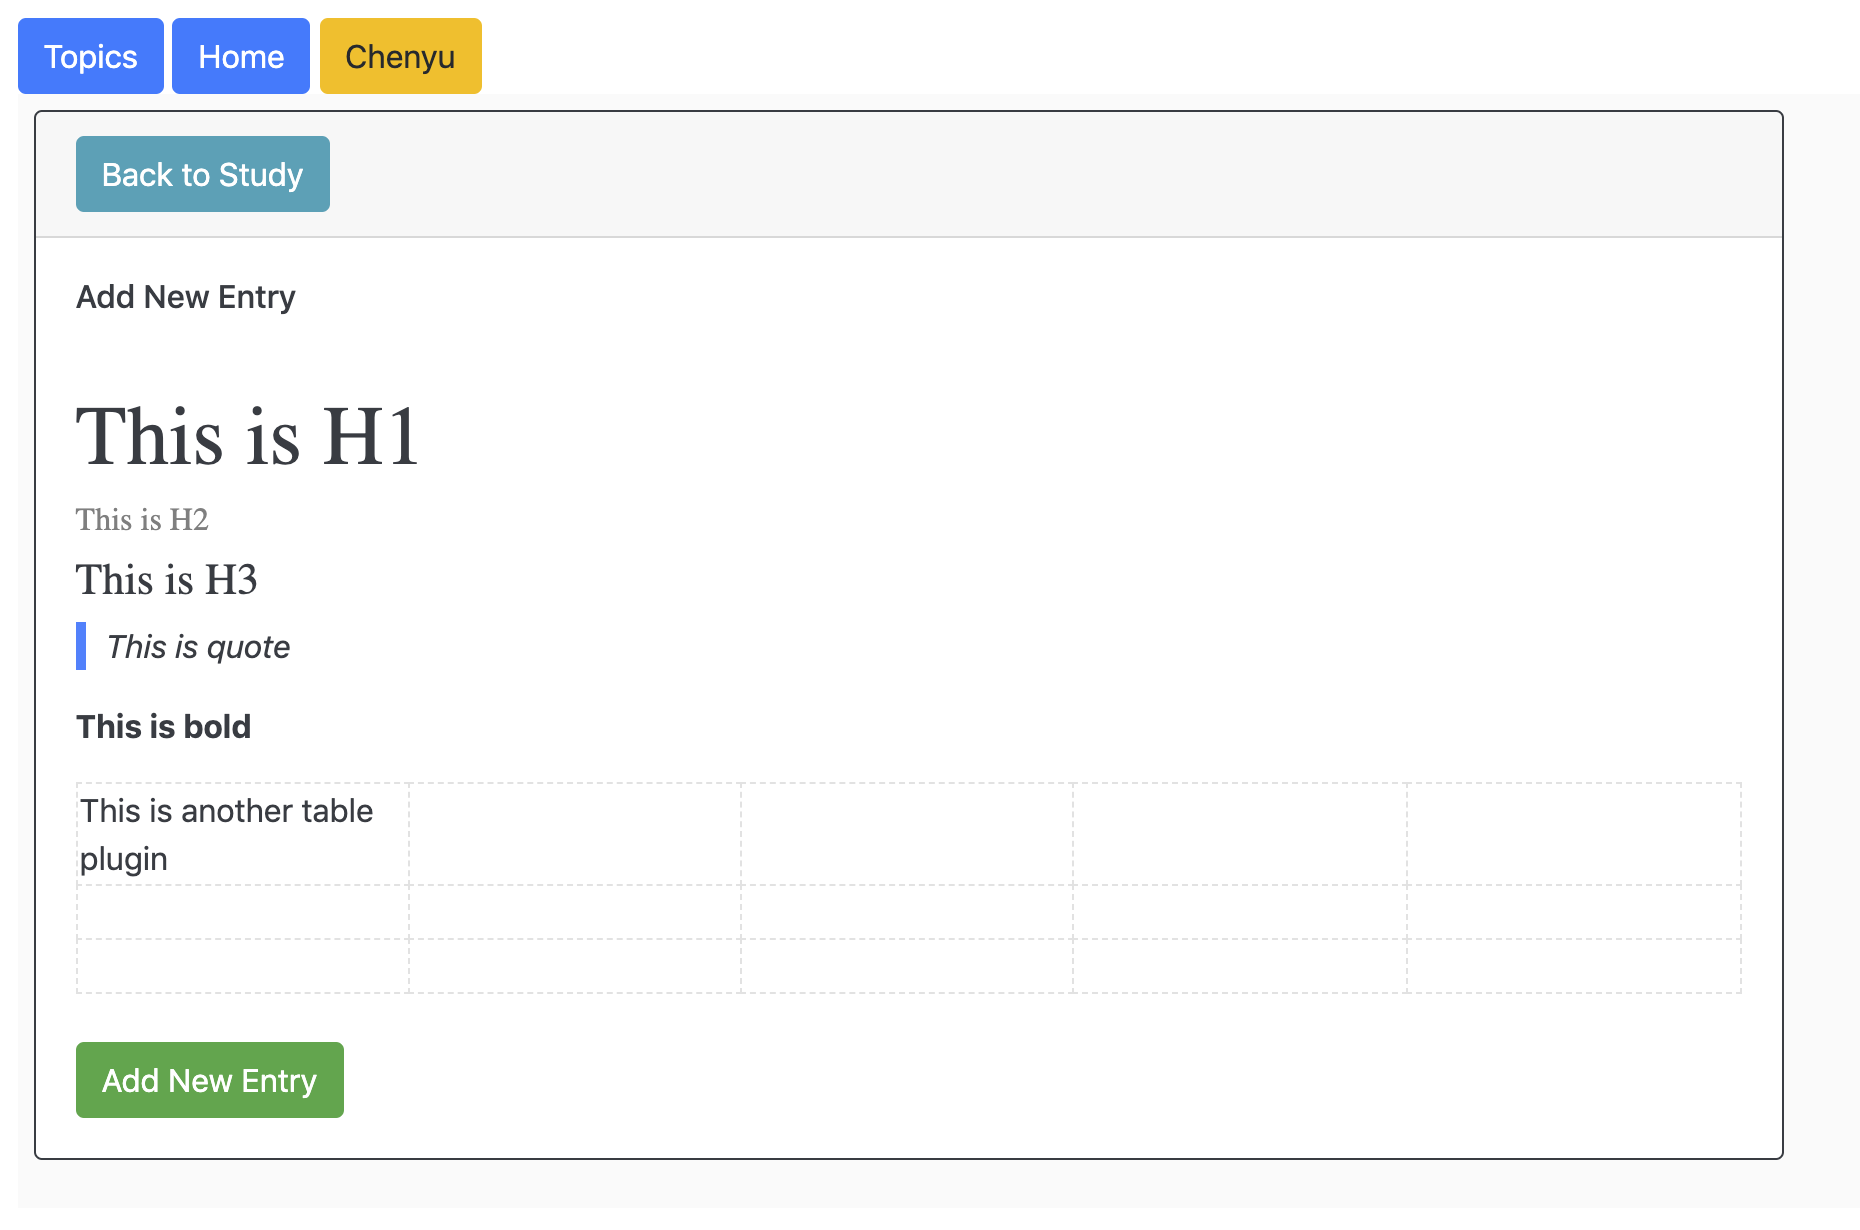 Topics Home Chenyu
Back to Study
Add New Entry
This is H1
This is H2
This is H3
This is quote
This is bold
This is another table
plugin
Add New Entry